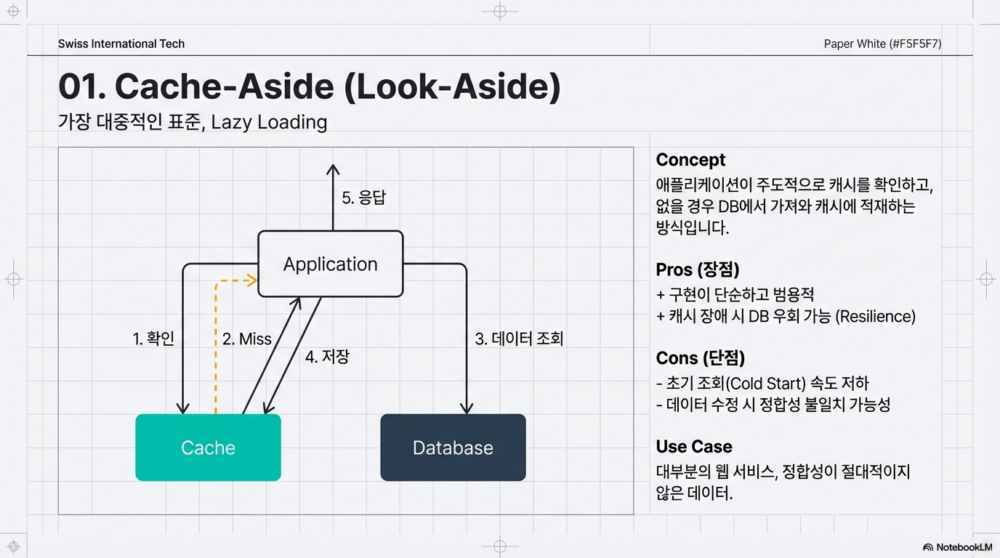 Swiss International Tech
Paper White (#F5F5F7)
01. Cache-Aside (Look-Aside)
가장 대중적인 표준, Lazy Loading
5. 응답
Application
1. 확인
2. Miss
4. 저장
3. 데이터 조회
Cache
Database
Concept
애플리케이션이 주도적으로 캐시를 확인하고,
없을 경우 DB에서 가져와 캐시에 적재하는
방식입니다.
Pros (장점)
+ 구현이 단순하고 범용적
+ 캐시 장애 시 DB 우회 가능 (Resilience)
Cons (단점)
- 초기 조회(Cold Start) 속도 저하
- 데이터 수정 시 정합성 불일치 가능성
Use Case
대부분의 웹 서비스, 정합성이 절대적이지
않은 데이터.
NotebookLM